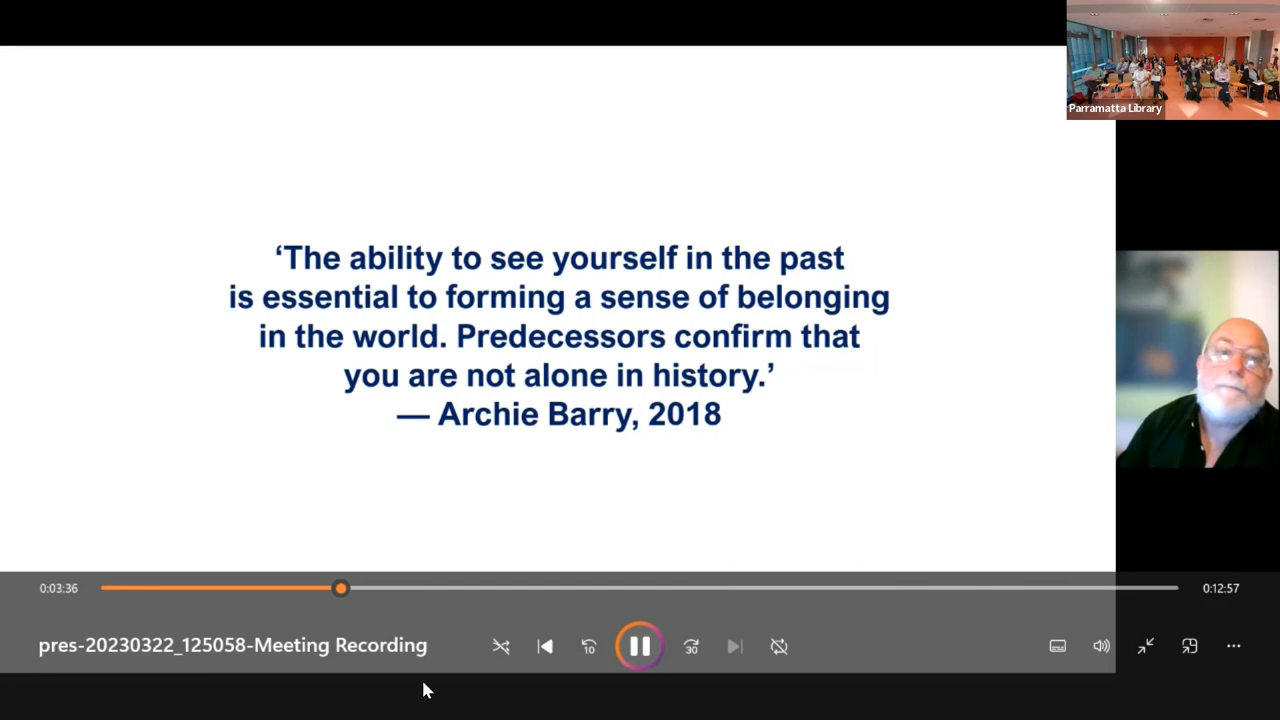 Parramatta Library
‘The ability to see yourself in the past
is essential to forming a sense of belonging
in the world. Predecessors confirm that
you are not alone in history.’
— Archie Barry, 2018
0:03:36
0:12:57
pres-20230322_125058-Meeting Recording
10
30